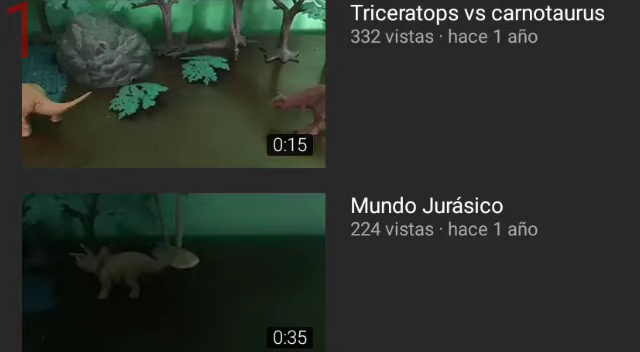 1
Triceratops vs carnotaurus
332 vistas · hace 1 año
0:15
Mundo Jurásico
224 vistas · hace 1 año
0:35